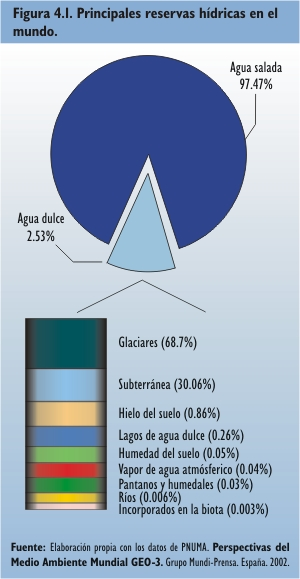 Figura 4.1. Principales reservas hídricas en el
mundo.
Agua salada
97.47%
Agua dulce
2.53%
Glaciares (68.7%)
Subterránea (30.06%)
Hielo del suelo (0.86%)
Lagos de agua dulce (0.26%)
Humedad del suelo (0.05%)
Vapor de agua atmósferico (0.04%)
Pantanos y humedales (0.03%)
Ríos (0.006%)
Incorporados en la biota (0.003%)
Fuente: Elaboración propia con los datos de PNUMA. Perspectivas del
Medio Ambiente Mundial GEO-3. Grupo Mundi-Prensa. España. 2002.